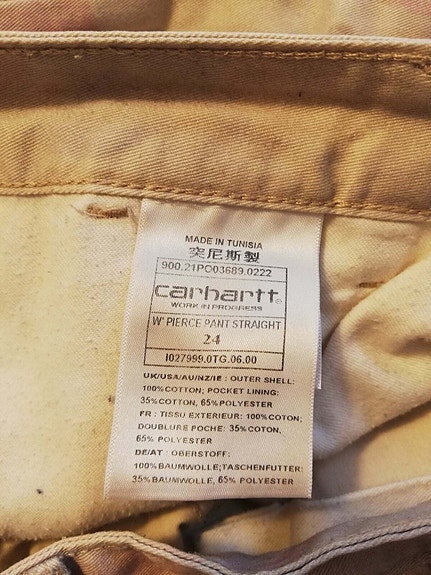 MADE IN TUNISIA
突尼斯製
900.21PO03689.0222
carhartt®
WORK IN PROGRESS
W' PIERCE PANT STRAIGHT
24
I027999.0TG.06.00
UK/USA/AU/NZ/IE : OUTER SHELL:
100%COTTON; POCKET LINING:
35%COTTON, 65%POLYESTER
FR : TISSU EXTERIEUR: 100%COTON;
DOUBLURE POCHE: 35%COTON,
65% POLYESTER
DE/AT : OBERSTOFF:
100%BAUMWOLLE;TASCHENFUTTER:
35%BAUMWOLLE, 65% POLYESTER